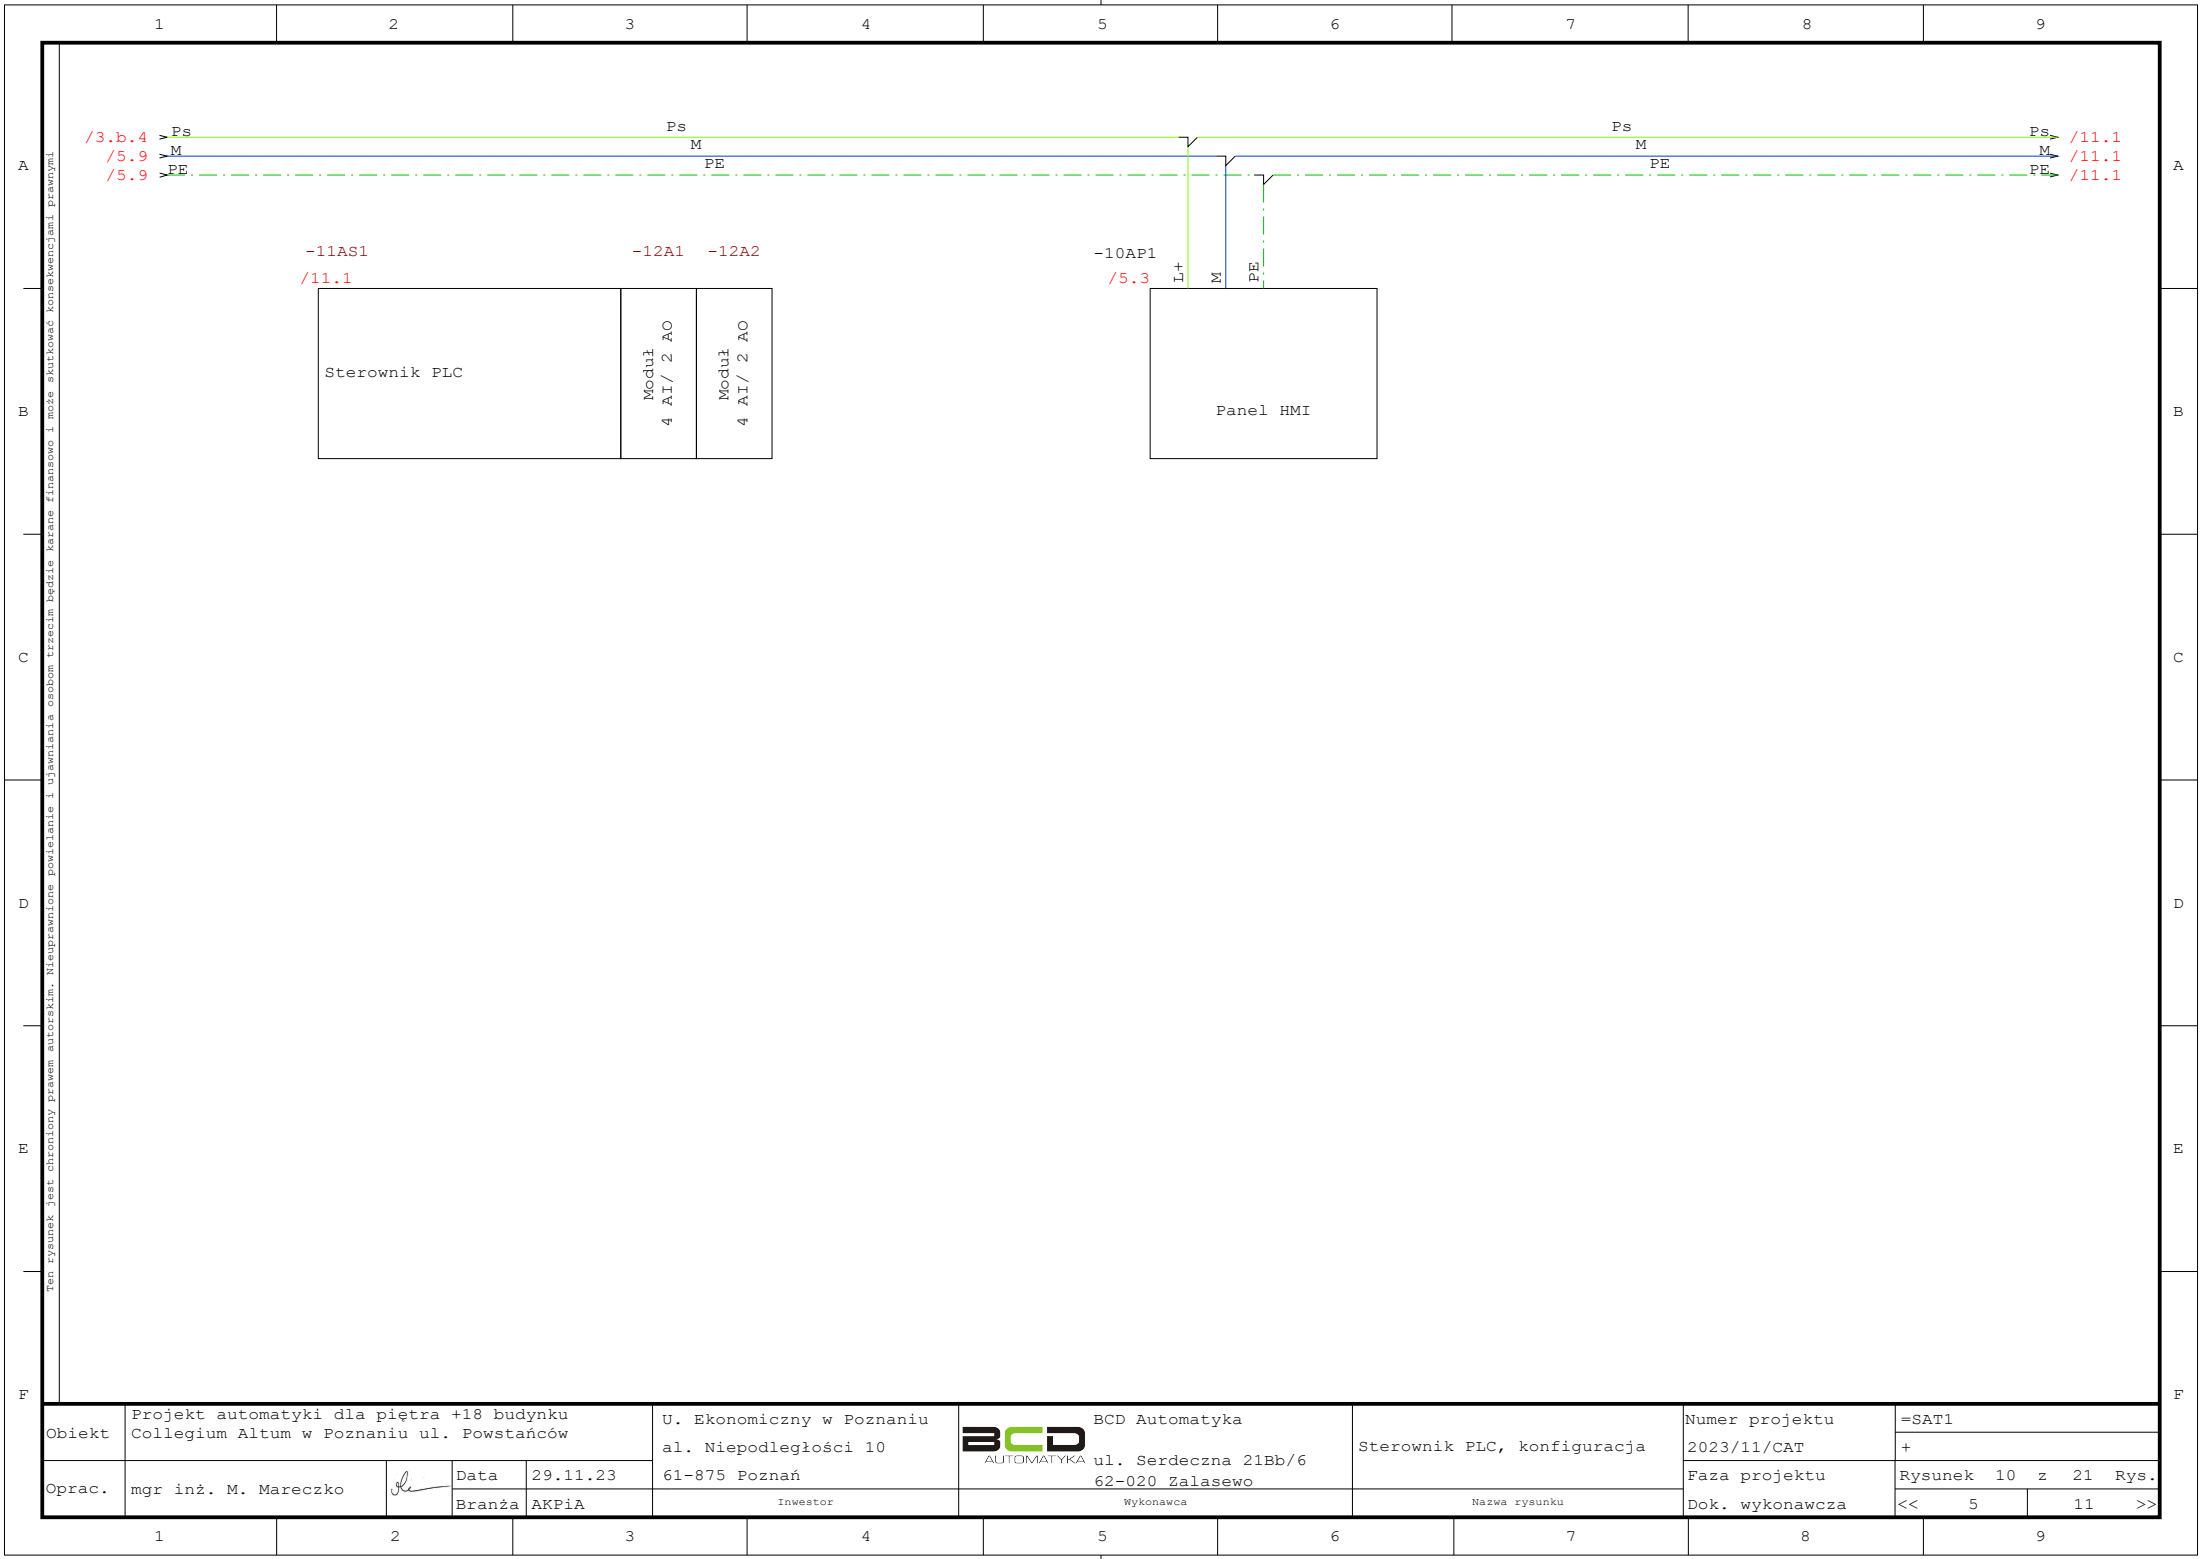 1 2 3 4 5 6 7 8 9
/3.b.4 Ps Ps Ps Ps /11.1
/5.9 M M M M /11.1
/5.9 PE PE PE PE /11.1
A A
-11AS1 -12A1 -12A2 -10AP1
/11.1 /5.3 L+ M PE
Sterownik PLC
Moduł
4 AI/ 2 AO
Moduł
4 AI/ 2 AO
Panel HMI
B B
C C
D D
E E
F F
Ten rysunek jest chroniony prawem autorskim. Nieuprawnione powielanie i ujawniania osobom trzecim będzie karane finansowo i może skutkować konsekwencjami prawnymi
Obiekt
Projekt automatyki dla piętra +18 budynku
Collegium Altum w Poznaniu ul. Powstańców
Oprac.
mgr inż. M. Mareczko
Data 29.11.23
Branża AKPiA
U. Ekonomiczny w Poznaniu
al. Niepodległości 10
61-875 Poznań
Inwestor
BCD
AUTOMATYKA
BCD Automatyka
ul. Serdeczna 21Bb/6
62-020 Zalasewo
Wykonawca
Sterownik PLC, konfiguracja
Nazwa rysunku
Numer projektu
2023/11/CAT
Faza projektu
Dok. wykonawcza
=SAT1
+
Rysunek 10 z 21 Rys.
<< 5 11 >>
1 2 3 4 5 6 7 8 9